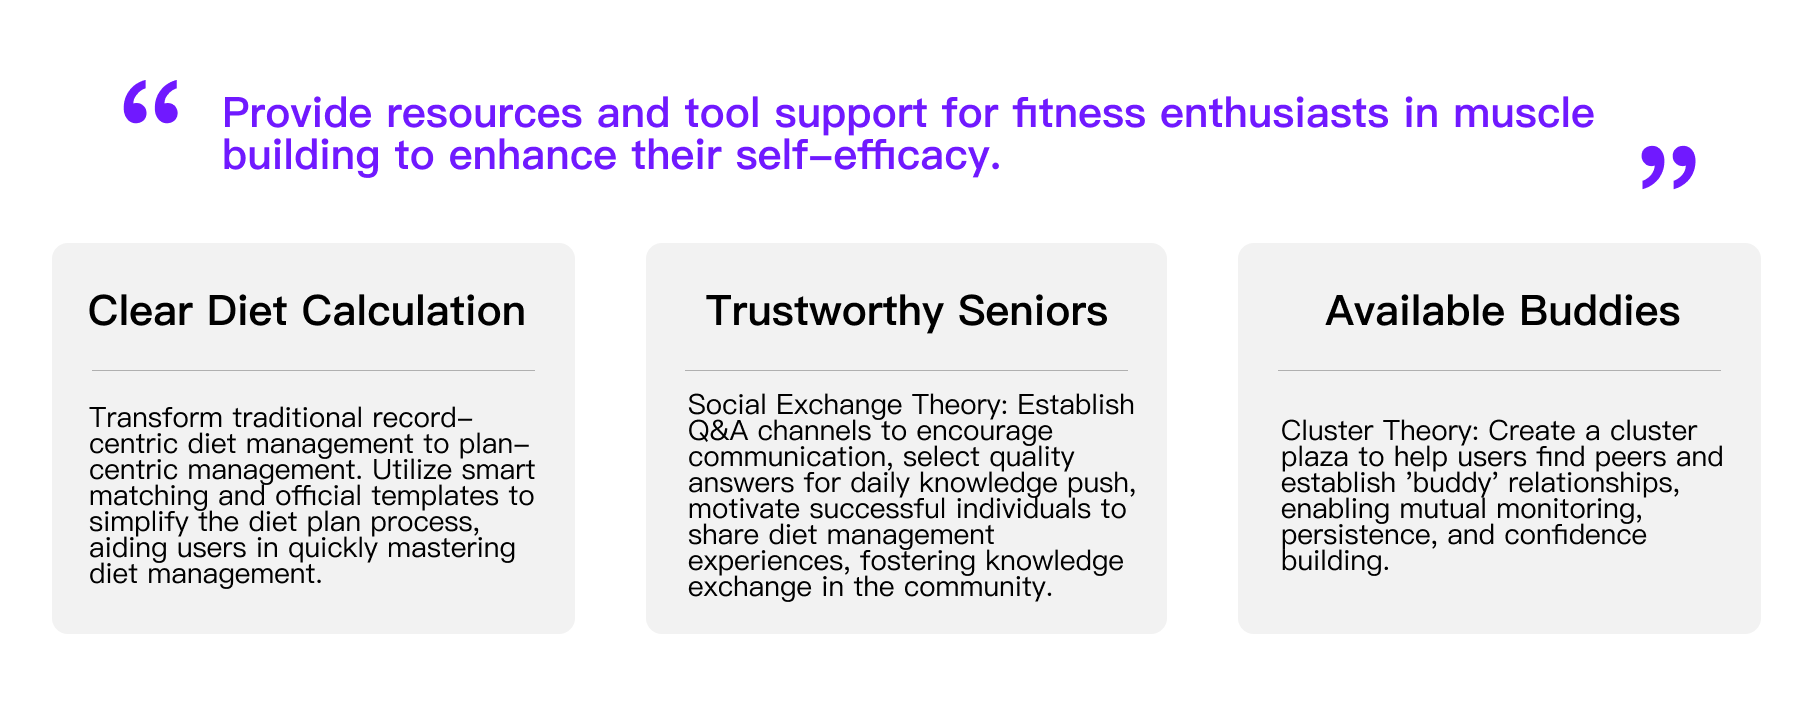 “ Provide resources and tool support for fitness enthusiasts in muscle
building to enhance their self–efficacy. ”
Clear Diet Calculation
Transform traditional record–
centric diet management to plan–
centric management. Utilize smart
matching and official templates to
simplify the diet plan process,
aiding users in quickly mastering
diet management.
Trustworthy Seniors
Social Exchange Theory: Establish
Q&A channels to encourage
communication, select quality
answers for daily knowledge push,
motivate successful individuals to
share diet management
experiences, fostering knowledge
exchange in the community.
Available Buddies
Cluster Theory: Create a cluster
plaza to help users find peers and
establish ’buddy’ relationships,
enabling mutual monitoring,
persistence, and confidence
building.